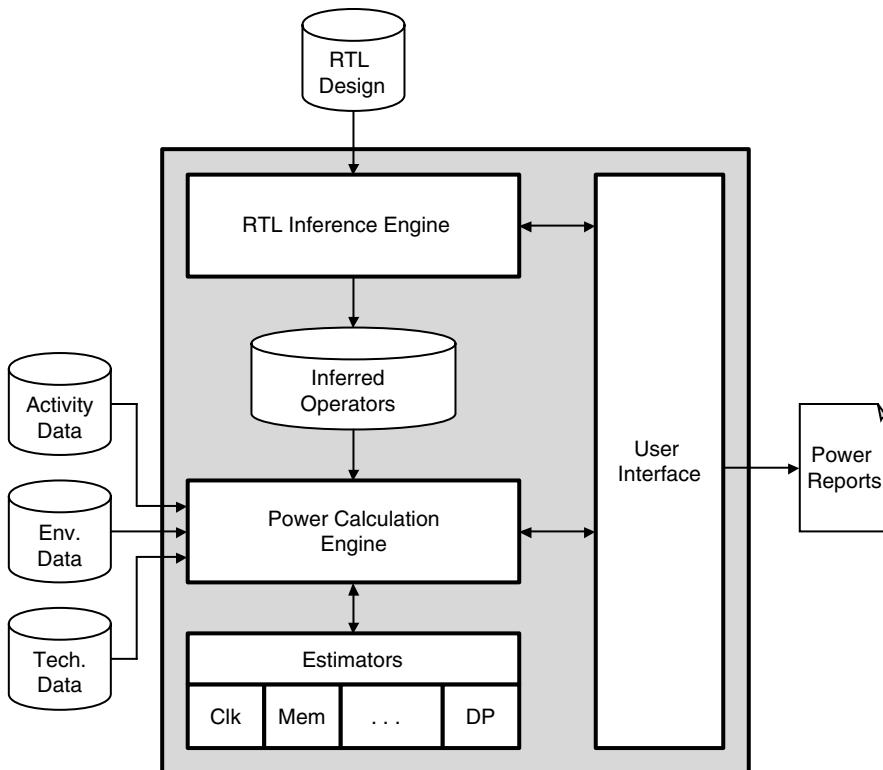 RTL
Design
RTL Inference Engine
Inferred
Operators
Activity
Data
Env.
Data
Tech.
Data
Power Calculation
Engine
Estimators
Clk
Mem
. . .
DP
User
Interface
Power
Reports